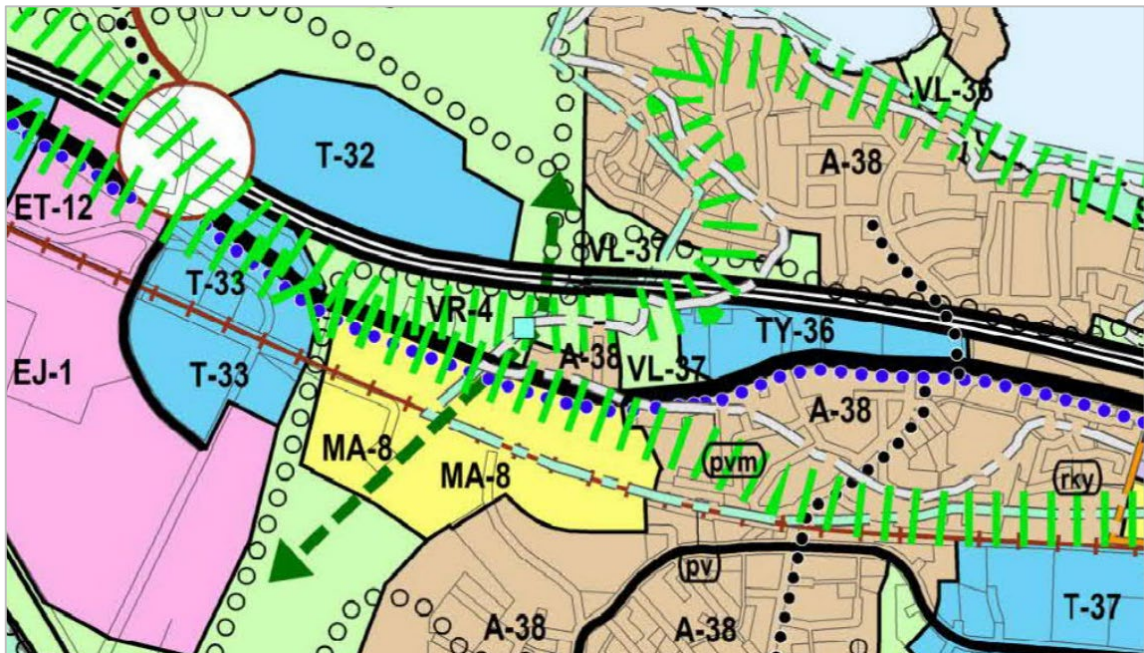 VL-36
T-32
A-38
ET-12
VL-37
T-33
VR-4
TY-36
A-38
VL-37
EJ-1
T-33
A-38
MA-8
MA-8
pvm
rky
pv
T-37
A-38
A-38